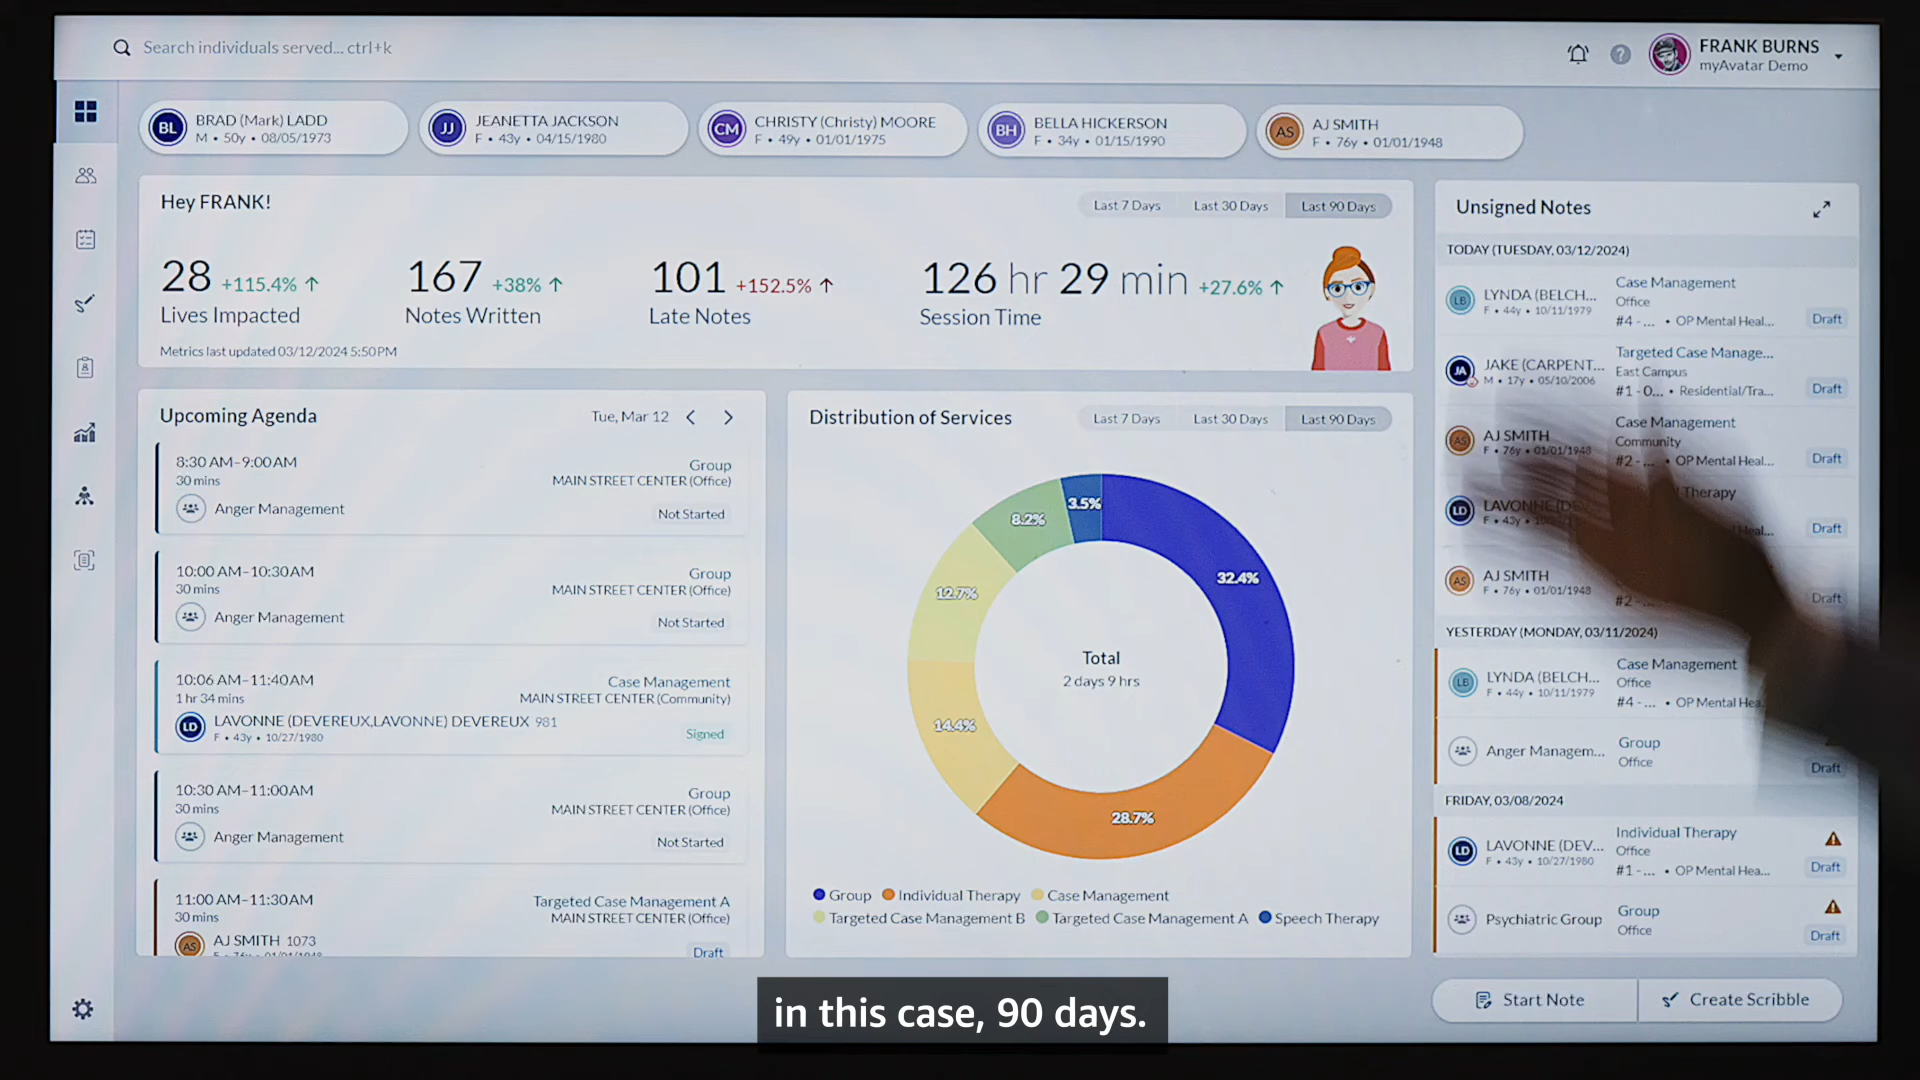 Search individuals served... ctrl+k
FRANK BURNS
myAvatar Demo
BL
BRAD (Mark) LADD
M • 50y • 08/05/1973
JJ
JEANETTA JACKSON
F • 43y • 04/15/1980
CM
CHRISTY (Christy) MOORE
F • 49y • 01/01/1975
BH
BELLA HICKERSON
F • 34y • 01/15/1990
AS
AJ SMITH
F • 76y • 01/01/1948
Hey FRANK!
Last 7 Days Last 30 Days Last 90 Days
28 +115.4% ↑
Lives Impacted
167 +38% ↑
Notes Written
101 +152.5% ↑
Late Notes
126 hr 29 min +27.6% ↑
Session Time
Metrics last updated 03/12/2024 5:50PM
Upcoming Agenda
Tue, Mar 12
8:30 AM-9:00AM
30 mins
Group
MAIN STREET CENTER (Office)
Anger Management
Not Started
10:00 AM-10:30AM
30 mins
Group
MAIN STREET CENTER (Office)
Anger Management
Not Started
10:06 AM-11:40AM
1 hr 34 mins
Case Management
MAIN STREET CENTER (Community)
LD
LAVONNE (DEVEREUX,LAVONNE) DEVEREUX 981
F • 43y • 10/27/1980
Signed
10:30 AM-11:00AM
30 mins
Group
MAIN STREET CENTER (Office)
Anger Management
Not Started
11:00 AM-11:30AM
30 mins
Targeted Case Management A
MAIN STREET CENTER (Office)
AS
AJ SMITH 1073
Draft
Distribution of Services
Last 7 Days Last 30 Days Last 90 Days
3.5%
8.2%
32.4%
12.7%
14.4%
28.7%
Total
2 days 9 hrs
Group Individual Therapy Case Management
Targeted Case Management B Targeted Case Management A Speech Therapy
Unsigned Notes
TODAY (TUESDAY, 03/12/2024)
LB
LYNDA (BELCH...
F • 44y • 10/11/1979
Case Management
Office
#4 - ... • OP Mental Heal...
Draft
JA
JAKE (CARPENT...
M • 17y • 05/10/2006
Targeted Case Manage...
East Campus
#1 - O... • Residential/Tra...
Draft
AS
AJ SMITH
F • 76y • 01/01/1948
Case Management
Community
#2 - ... • OP Mental Heal...
Draft
LD
LAVONNE (DE
F • 43y
Therapy
Draft
AS
AJ SMITH
F • 76y • 01/01/1948
#2 - ...
Draft
YESTERDAY (MONDAY, 03/11/2024)
LB
LYNDA (BELCH...
F • 44y • 10/11/1979
Case Management
Office
#4 - ... • OP Mental Hea
Anger Managem...
Group
Office
Draft
FRIDAY, 03/08/2024
LD
LAVONNE (DEV...
F • 43y • 10/27/1980
Individual Therapy
Office
#1 - ... • OP Mental Hea...
Draft
Psychiatric Group
Group
Office
Draft
Start Note
Create Scribble
in this case, 90 days.